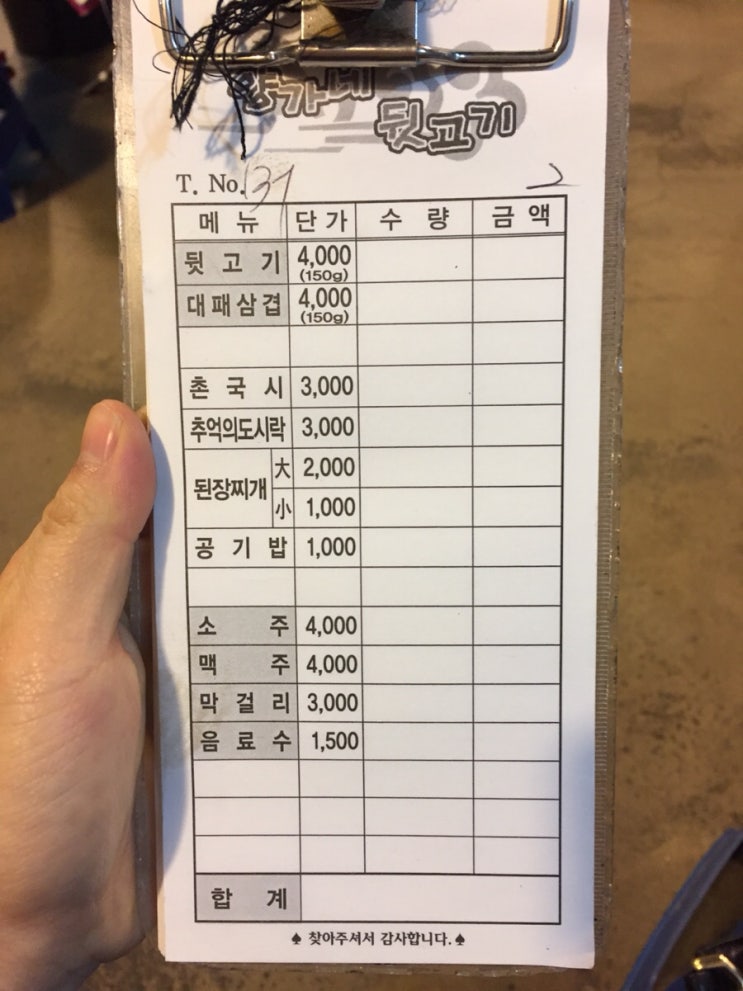 가네
뒷고기
T. No. 37
메뉴 단가 수량 금액
뒷고기 4,000
(150g)
대패삼겹 4,000
(150g)
촌국시 3,000
추억의도시락 3,000
된장찌개 大 2,000
小 1,000
공기밥 1,000
소주 4,000
맥주 4,000
막걸리 3,000
음료수 1,500
합계
♠ 찾아주셔서 감사합니다. ♠